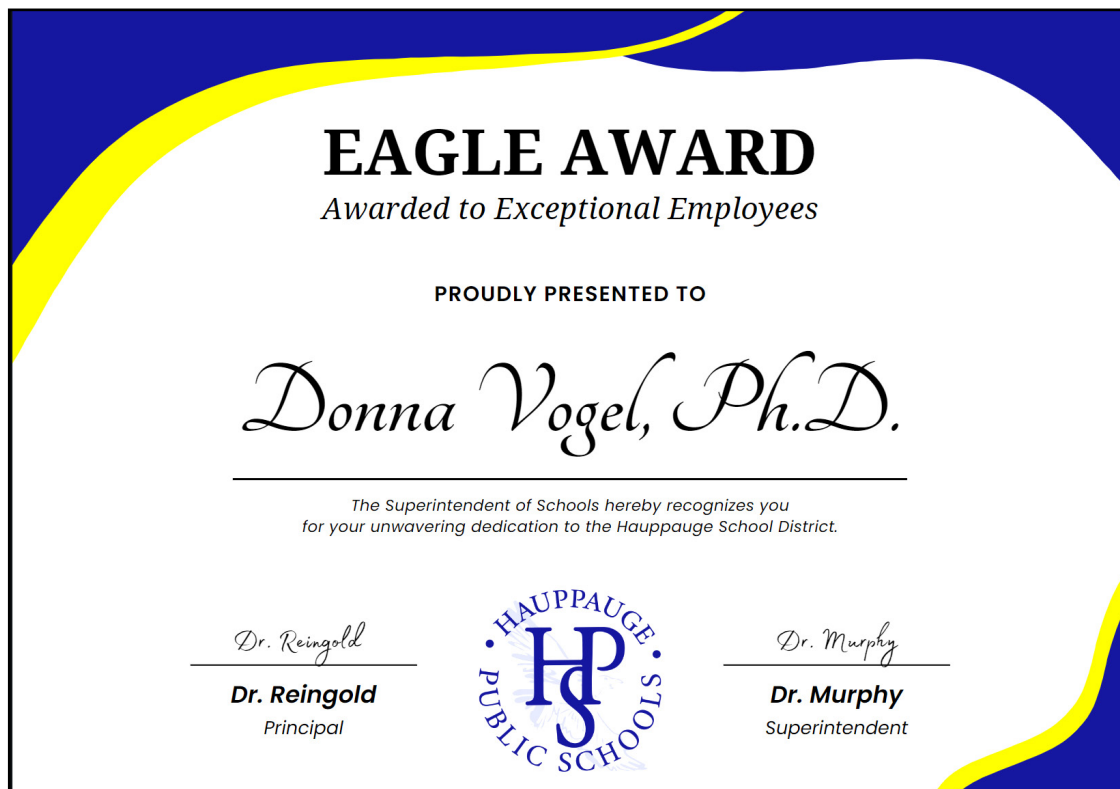 EAGLE AWARD
Awarded to Exceptional Employees
PROUDLY PRESENTED TO
Donna Vogel, Ph.D.
The Superintendent of Schools hereby recognizes you
for your unwavering dedication to the Hauppauge School District.
Dr. Reingold
Dr. Reingold
Principal
• HAUPPAUGE •
HPS
PUBLIC SCHOOLS
Dr. Murphy
Dr. Murphy
Superintendent